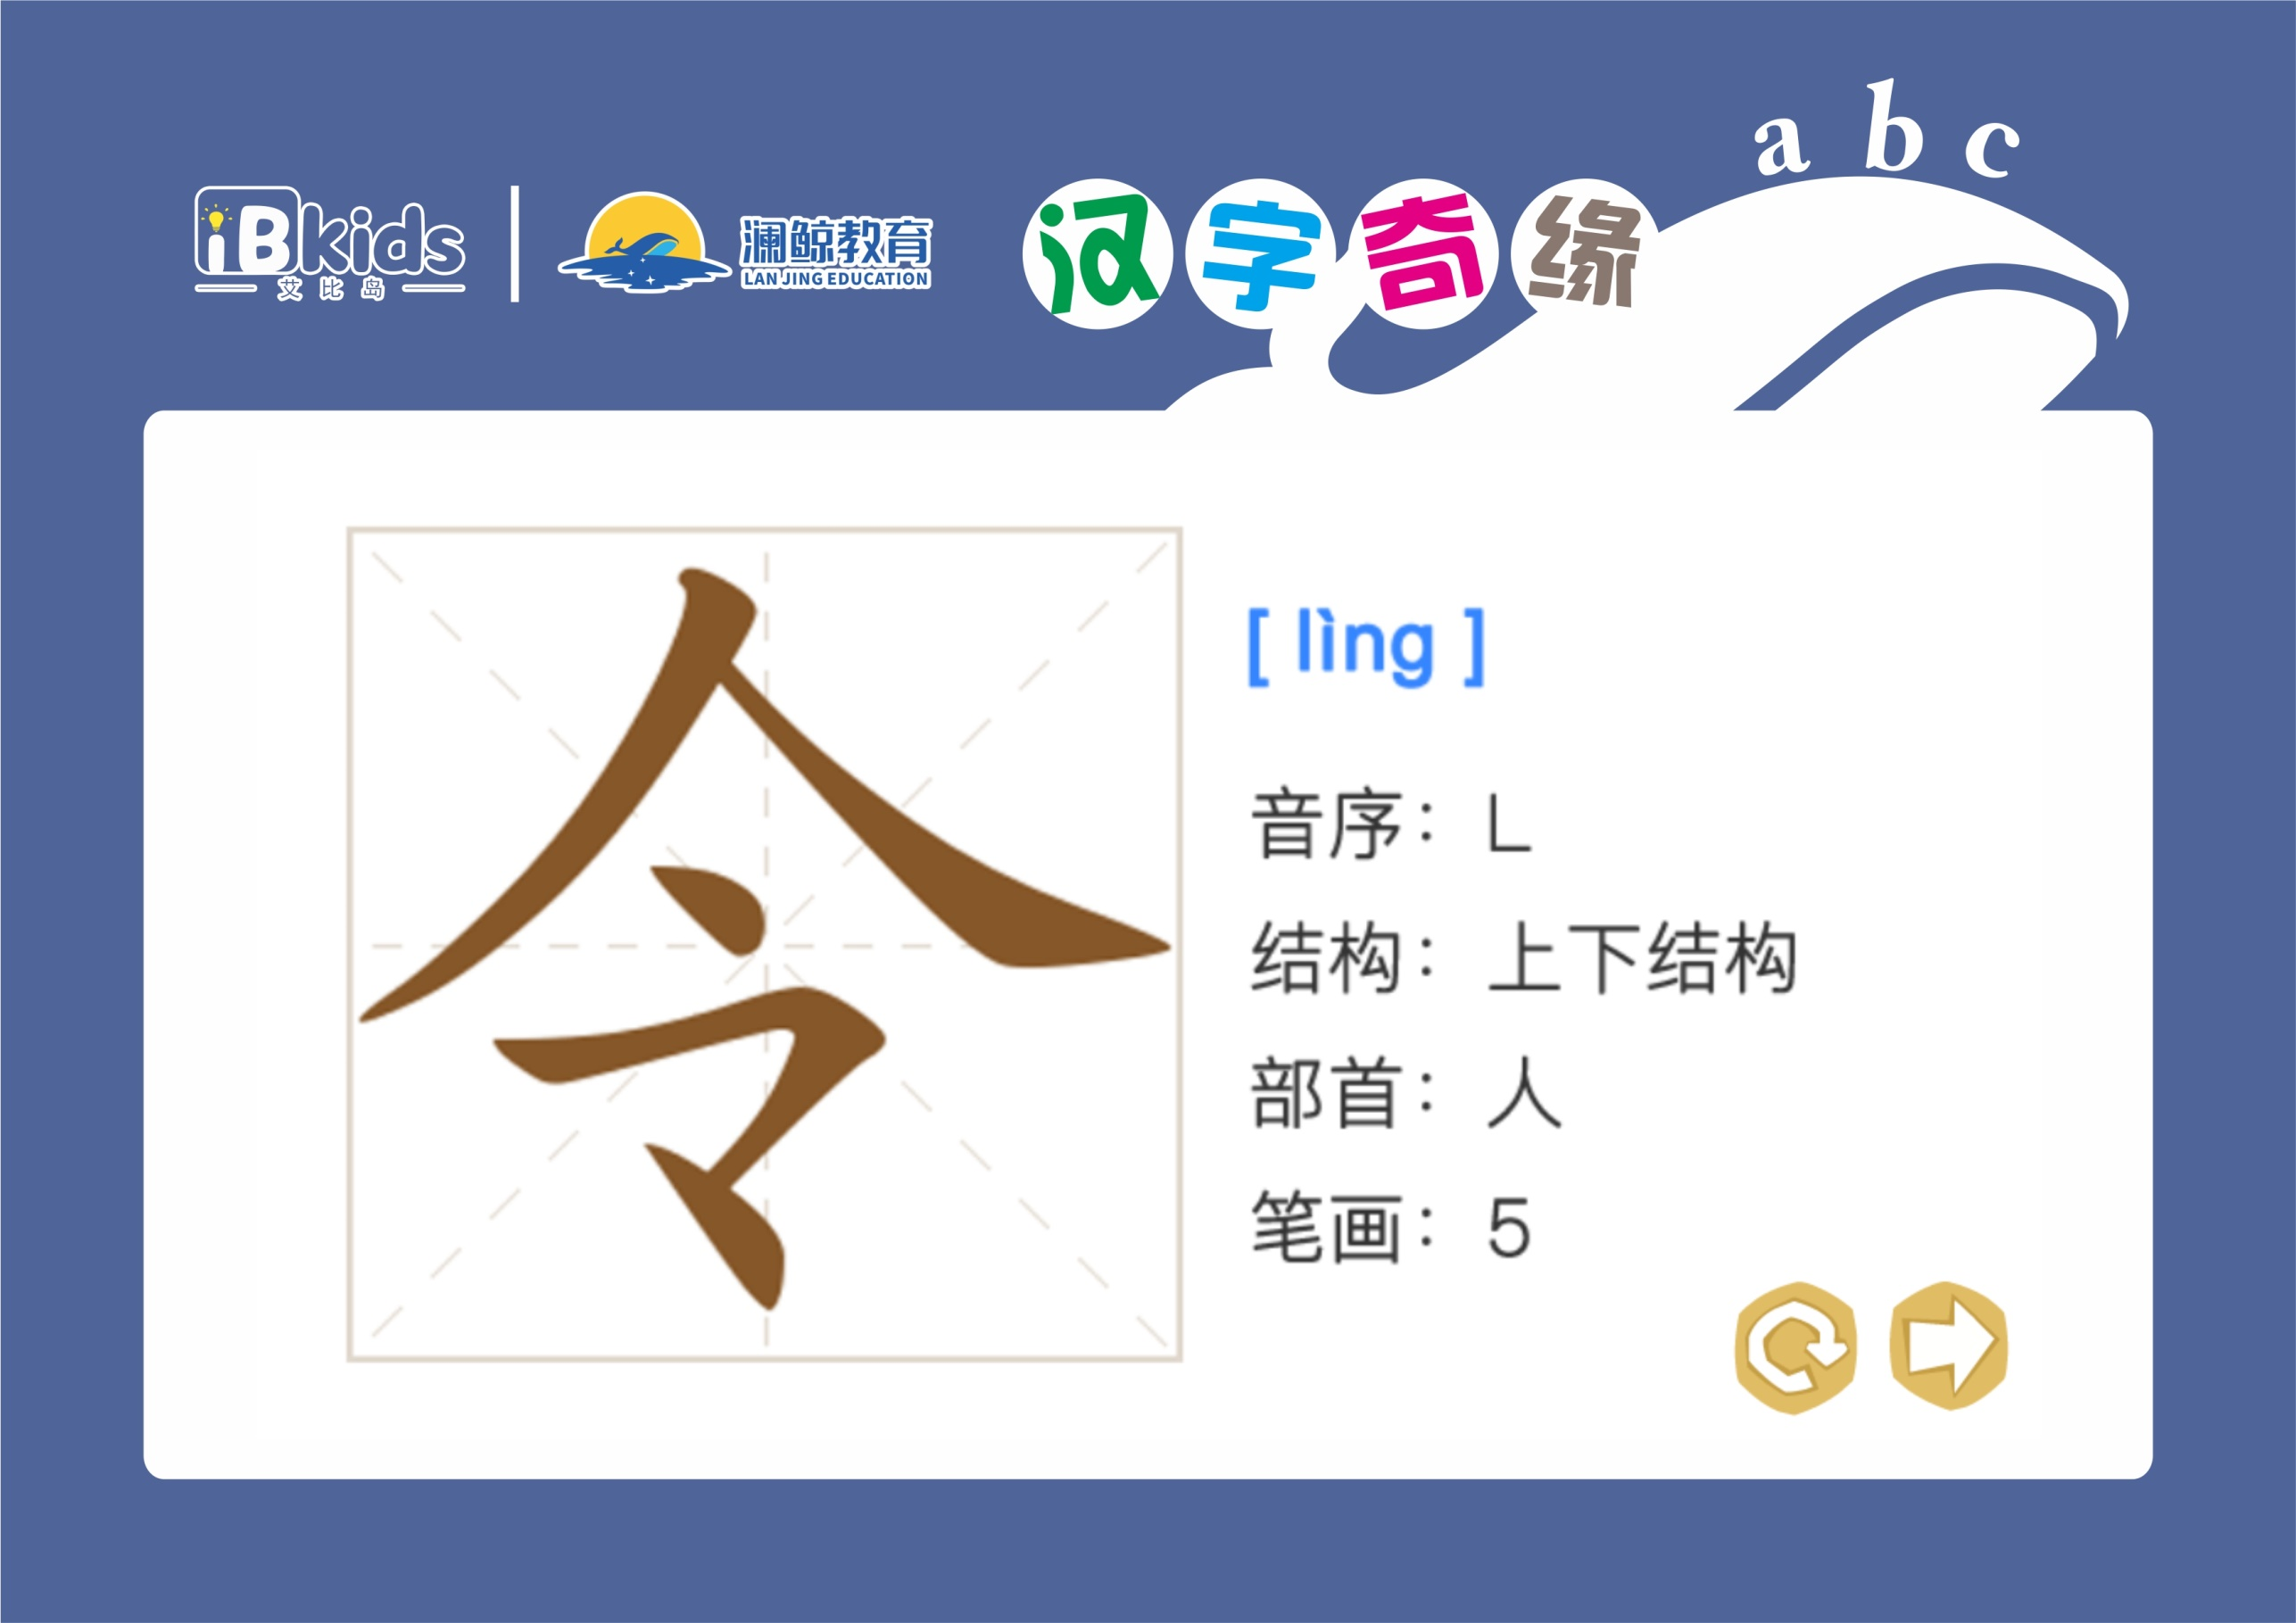 a b c
iBkids
艾比岛
澜鲸教育
LAN JING EDUCATION
汉字奇缘
令
[ lìng ]
音序：L
结构：上下结构
部首：人
笔画：5